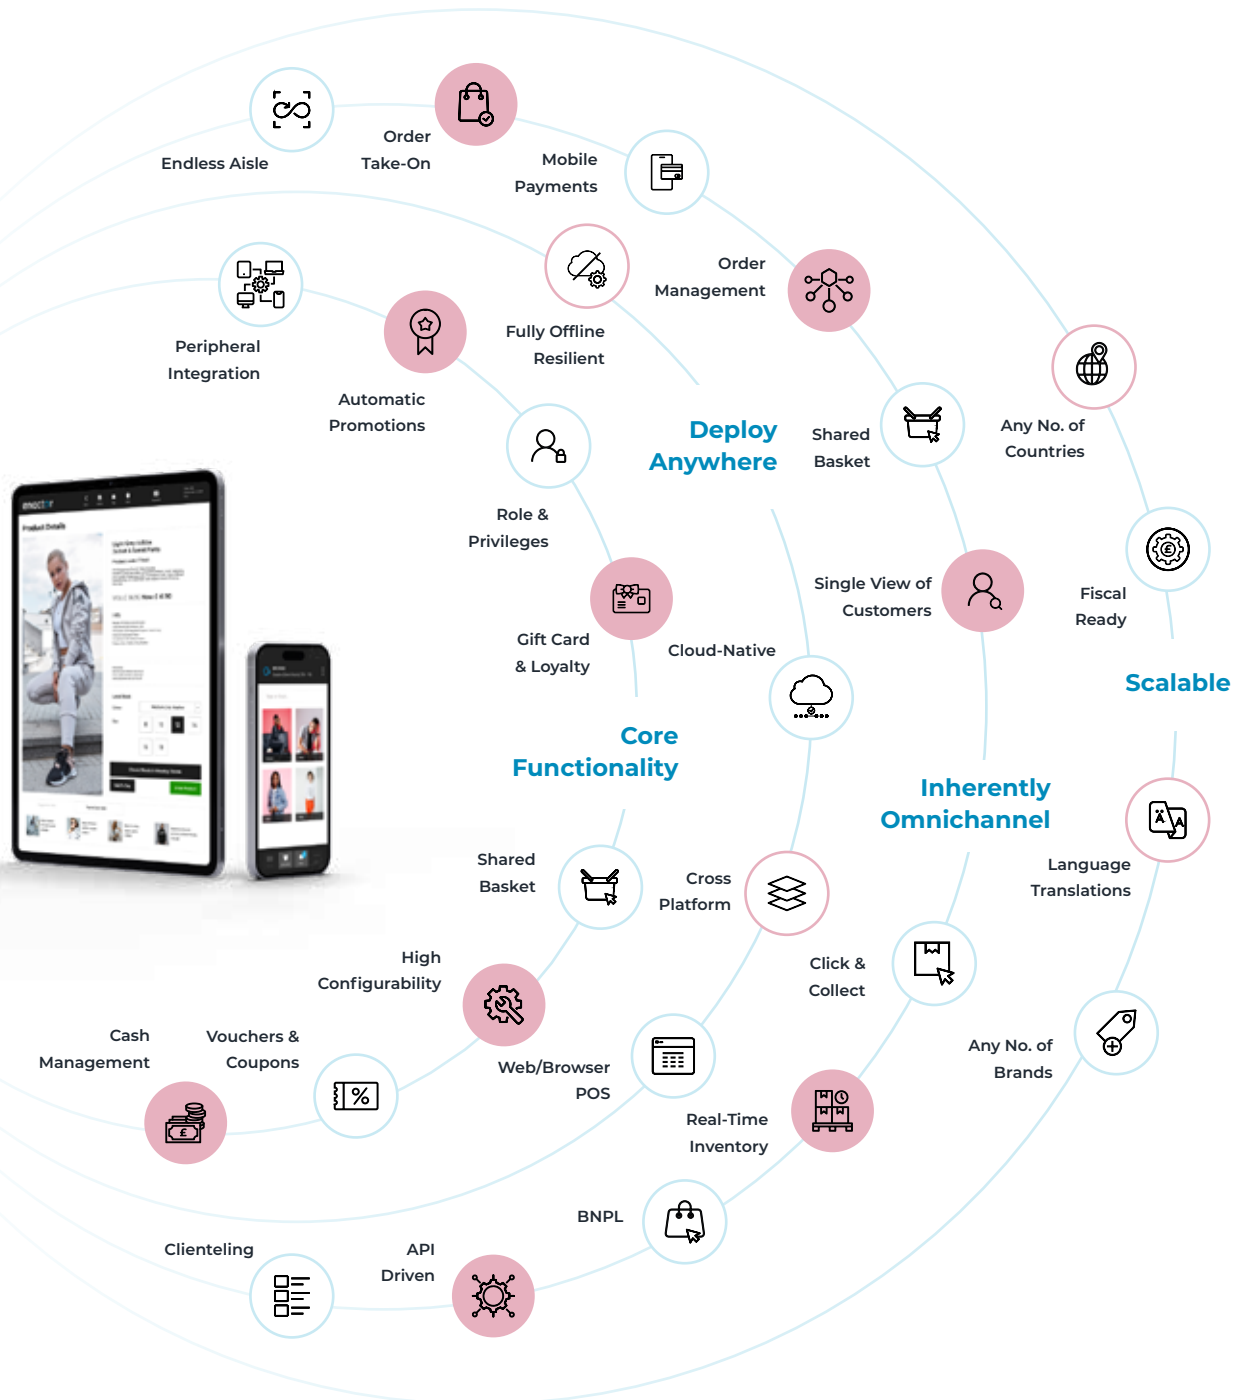 Endless Aisle
Order
Take-On
Mobile
Payments
Order
Management
Peripheral
Integration
Automatic
Promotions
Fully Offline
Resilient
Role &
Privileges
Gift Card
& Loyalty
Deploy
Anywhere
Shared
Basket
Any No. of
Countries
Single View of
Customers
Fiscal
Ready
Cloud-Native
Scalable
Core
Functionality
Inherently
Omnichannel
Shared
Basket
Cross
Platform
Language
Translations
High
Configurability
Click &
Collect
Cash
Management
Vouchers &
Coupons
Web/Browser
POS
Any No. of
Brands
Real-Time
Inventory
BNPL
Clienteling
API
Driven
enactor
Product Details
£
£
%
Ä
A